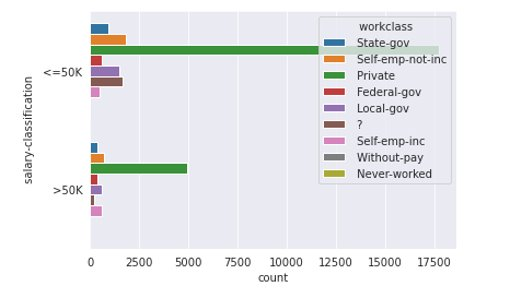 workclass
State-gov
Self-emp-not-inc
Private
Federal-gov
Local-gov
?
Self-emp-inc
Without-pay
Never-worked
salary-classification
<=50K
>50K
0 2500 5000 7500 10000 12500 15000 17500
count